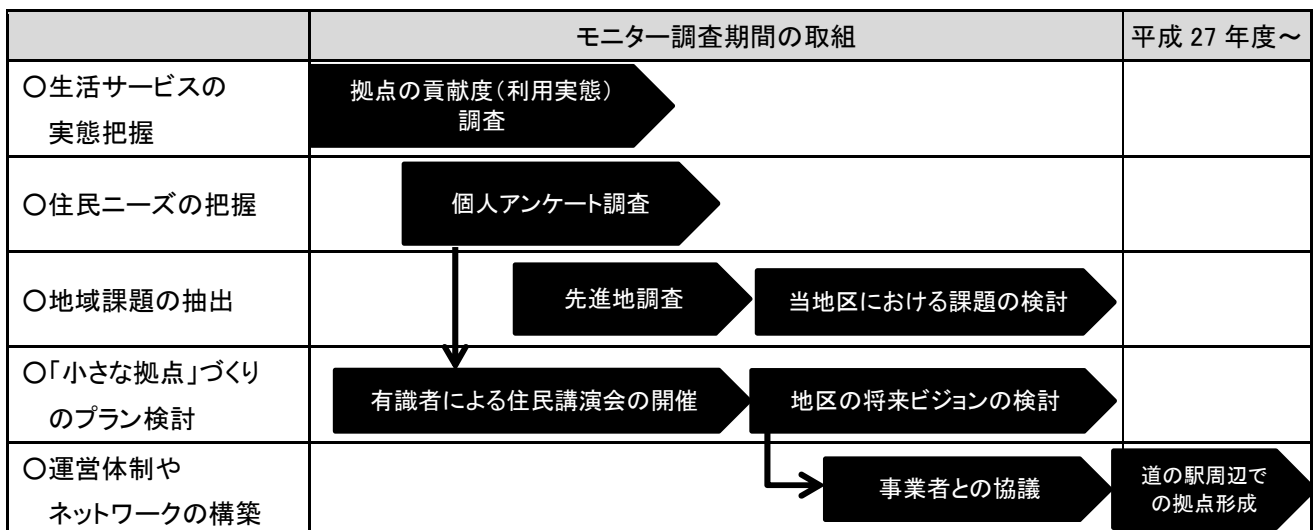 モニター調査期間の取組
平成 27 年度～
〇生活サービスの
実態把握
拠点の貢献度（利用実態）
調査
〇住民ニーズの把握
個人アンケート調査
〇地域課題の抽出
先進地調査
当地区における課題の検討
〇「小さな拠点」づくり
のプラン検討
有識者による住民講演会の開催
地区の将来ビジョンの検討
〇運営体制や
ネットワークの構築
事業者との協議
道の駅周辺で
の拠点形成